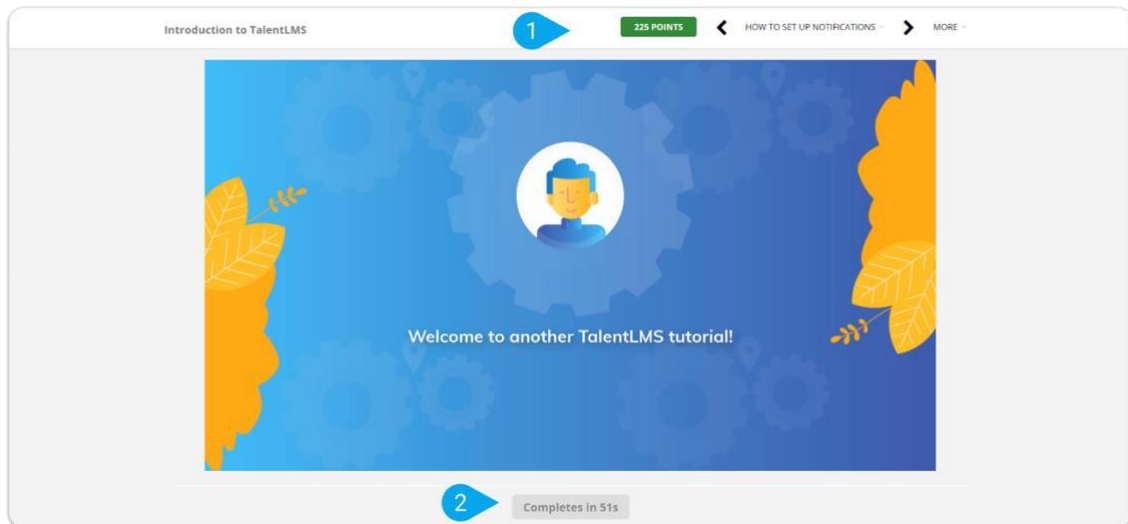 Introduction to TalentLMS
1
225 POINTS
HOW TO SET UP NOTIFICATIONS
MORE
Welcome to another TalentLMS tutorial!
2
Completes in 51s